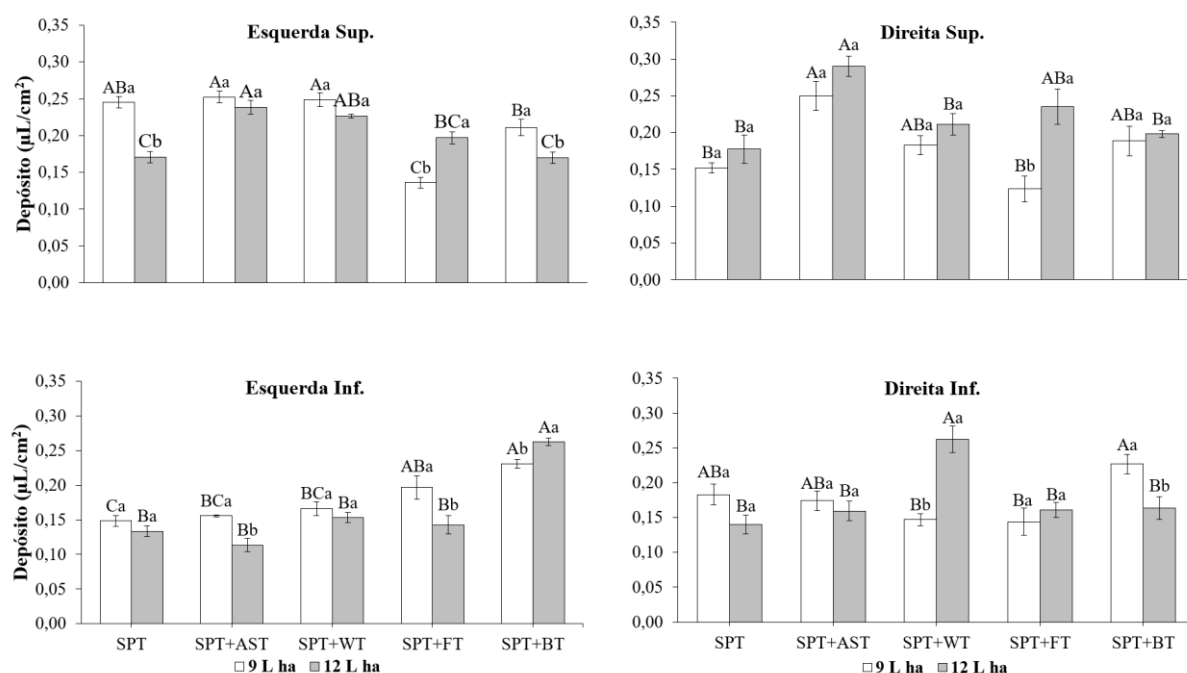 Esquerda Sup.
Depósito (µL/cm²)
0,35
0,30
0,25
0,20
0,15
0,10
0,05
0,00
ABa Cb Aa Aa Aa ABa Cb BCa Ba Cb
Direita Sup.
0,35
0,30
0,25
0,20
0,15
0,10
0,05
0,00
Ba Ba Aa Aa ABa Ba Bb ABa ABa ABa
Esquerda Inf.
Depósito (µL/cm²)
0,35
0,30
0,25
0,20
0,15
0,10
0,05
0,00
Ca Ba BCa Bb BCa Ba ABa Bb Ab Aa
SPT SPT+AST SPT+WT SPT+FT SPT+BT
9 L ha 12 L ha
Direita Inf.
0,35
0,30
0,25
0,20
0,15
0,10
0,05
0,00
ABa Ba ABa Ba Bb Aa Ba Ba Aa Bb
SPT SPT+AST SPT+WT SPT+FT SPT+BT
9 L ha 12 L ha